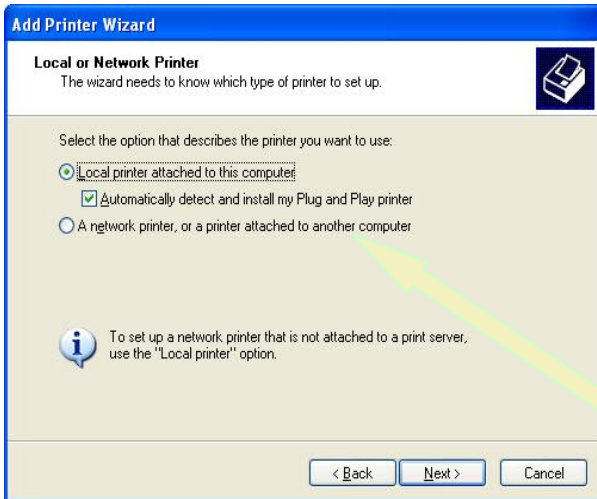 Add Printer Wizard
Local or Network Printer
The wizard needs to know which type of printer to set up.
Select the option that describes the printer you want to use:
Local printer attached to this computer
Automatically detect and install my Plug and Play printer
A network printer, or a printer attached to another computer
To set up a network printer that is not attached to a print server,
use the "Local printer" option.
< Back Next > Cancel